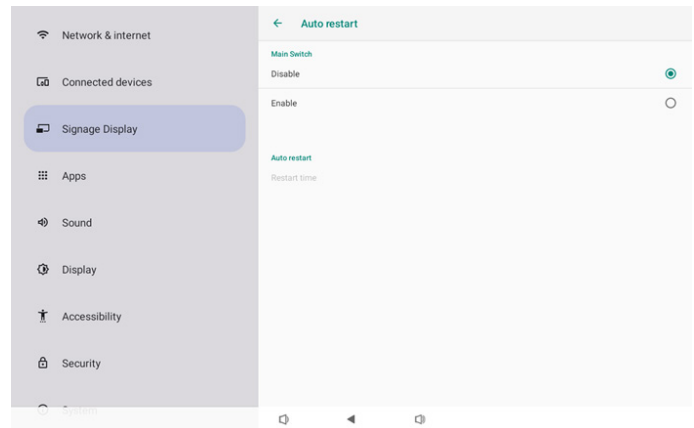 Network & internet
Connected devices
Signage Display
Apps
Sound
Display
Accessibility
Security
System
Auto restart
Main Switch
Disable
Enable
Auto restart
Restart time